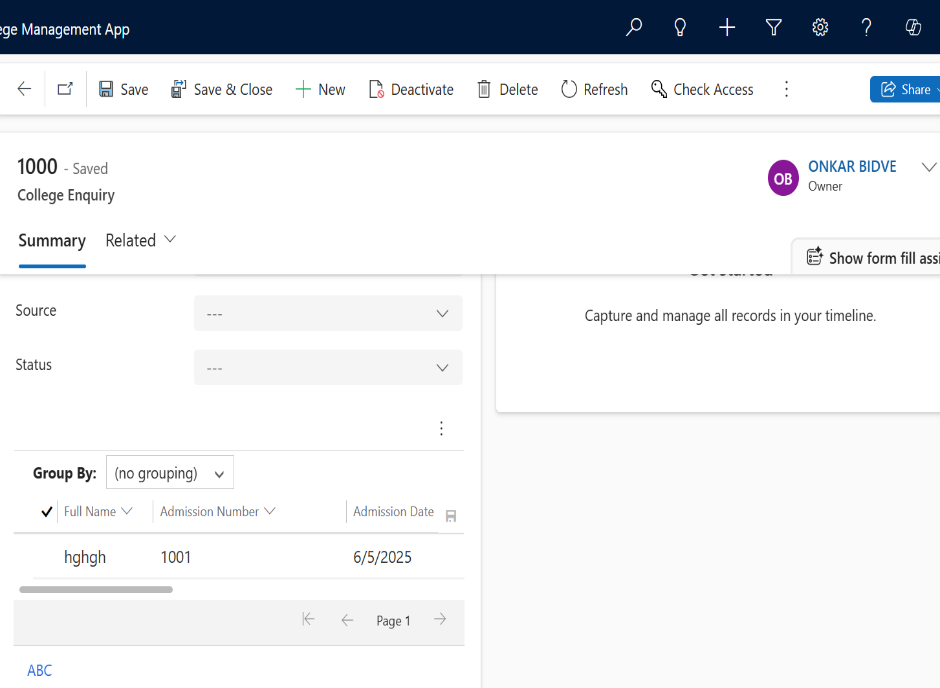 ege Management App
Save
Save & Close
New
Deactivate
Delete
Refresh
Check Access
Share
1000 - Saved
College Enquiry
OB
ONKAR BIDVE
Owner
Summary
Related
Show form fill assi
Source
---
Status
---
Capture and manage all records in your timeline.
Group By:
(no grouping)
Full Name
Admission Number
Admission Date
hghgh
1001
6/5/2025
Page 1
ABC